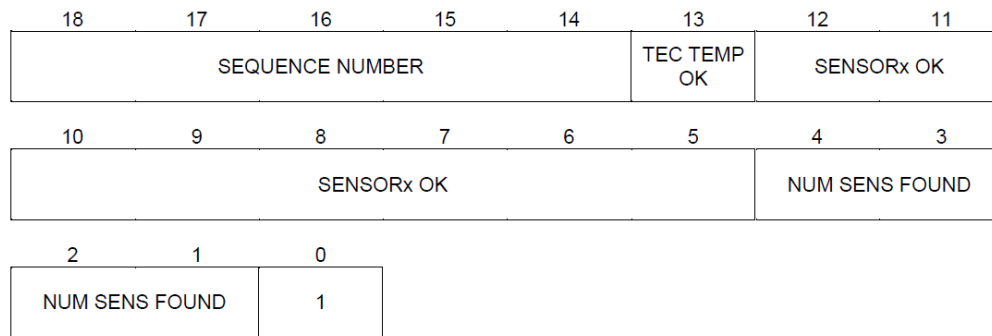 18 17 16 15 14 13 12 11
SEQUENCE NUMBER
TEC TEMP
OK
SENSORx OK
10 9 8 7 6 5 4 3
SENSORx OK
NUM SENS FOUND
2 1 0
NUM SENS FOUND
1